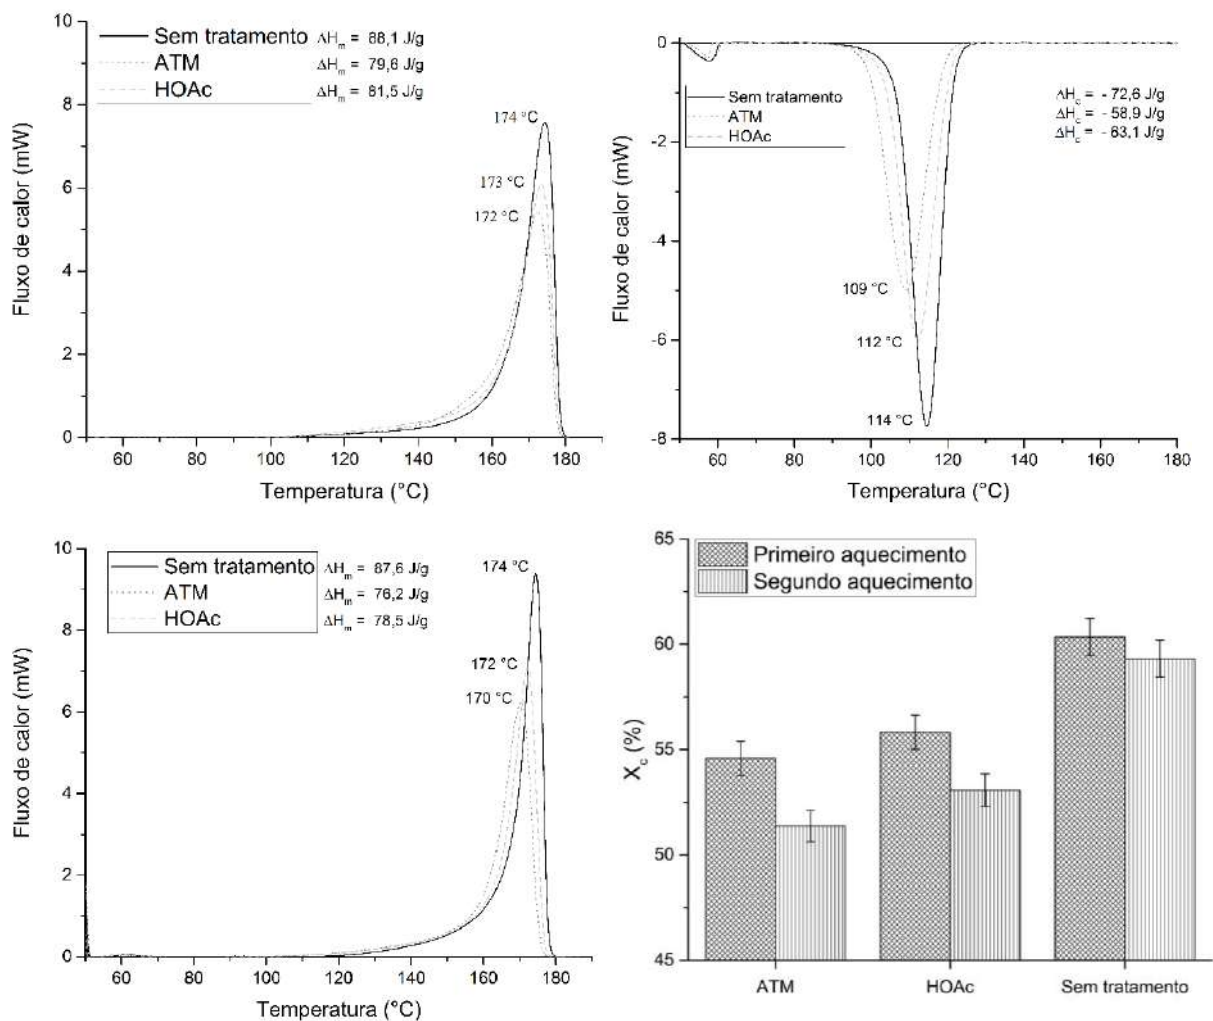 10
8
6
4
2
0
Fluxo de calor (mW)
Sem tratamento ΔHm = 88,1 J/g
ATM ΔHm = 79,6 J/g
HOAc ΔHm = 81,5 J/g
174 °C
173 °C
172 °C
60 80 100 120 140 160 180
Temperatura (°C)
0
-2
-4
-6
-8
Fluxo de calor (mW)
Sem tratamento ΔHc = - 72,6 J/g
ATM ΔHc = - 58,9 J/g
HOAc ΔHc = - 63,1 J/g
109 °C
112 °C
114 °C
60 80 100 120 140 160 180
Temperatura (°C)
10
8
6
4
2
0
Fluxo de calor (mW)
Sem tratamento ΔHm = 87,6 J/g
ATM ΔHm = 76,2 J/g
HOAc ΔHm = 78,5 J/g
174 °C
172 °C
170 °C
60 80 100 120 140 160 180
Temperatura (°C)
65
60
55
50
45
Xc (%)
Primeiro aquecimento
Segundo aquecimento
ATM HOAc Sem tratamento